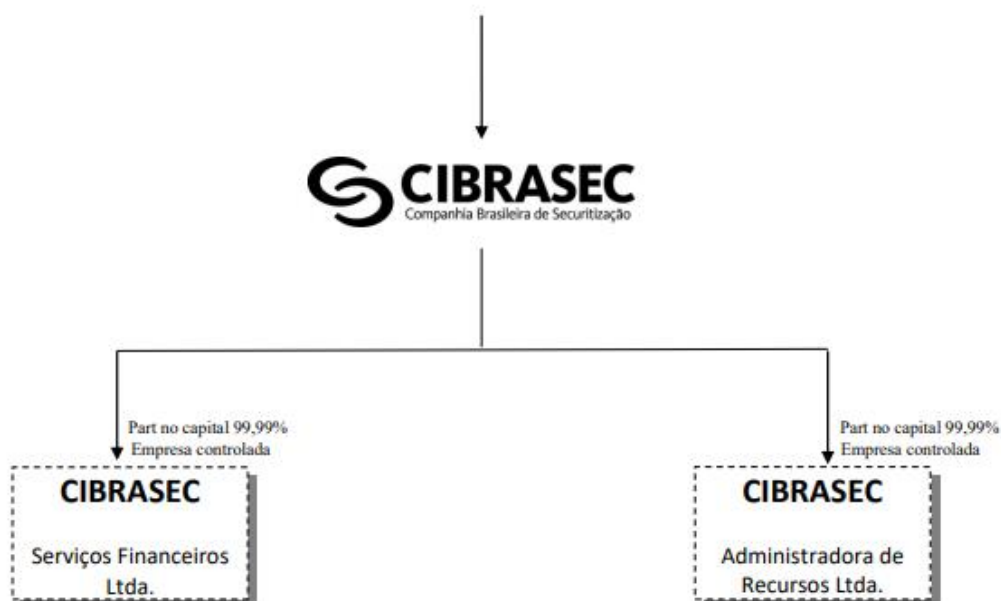 CIBRASEC
Companhia Brasileira de Securitização
Part no capital 99,99%
Empresa controlada
CIBRASEC
Serviços Financeiros
Ltda.
Part no capital 99,99%
Empresa controlada
CIBRASEC
Administradora de
Recursos Ltda.